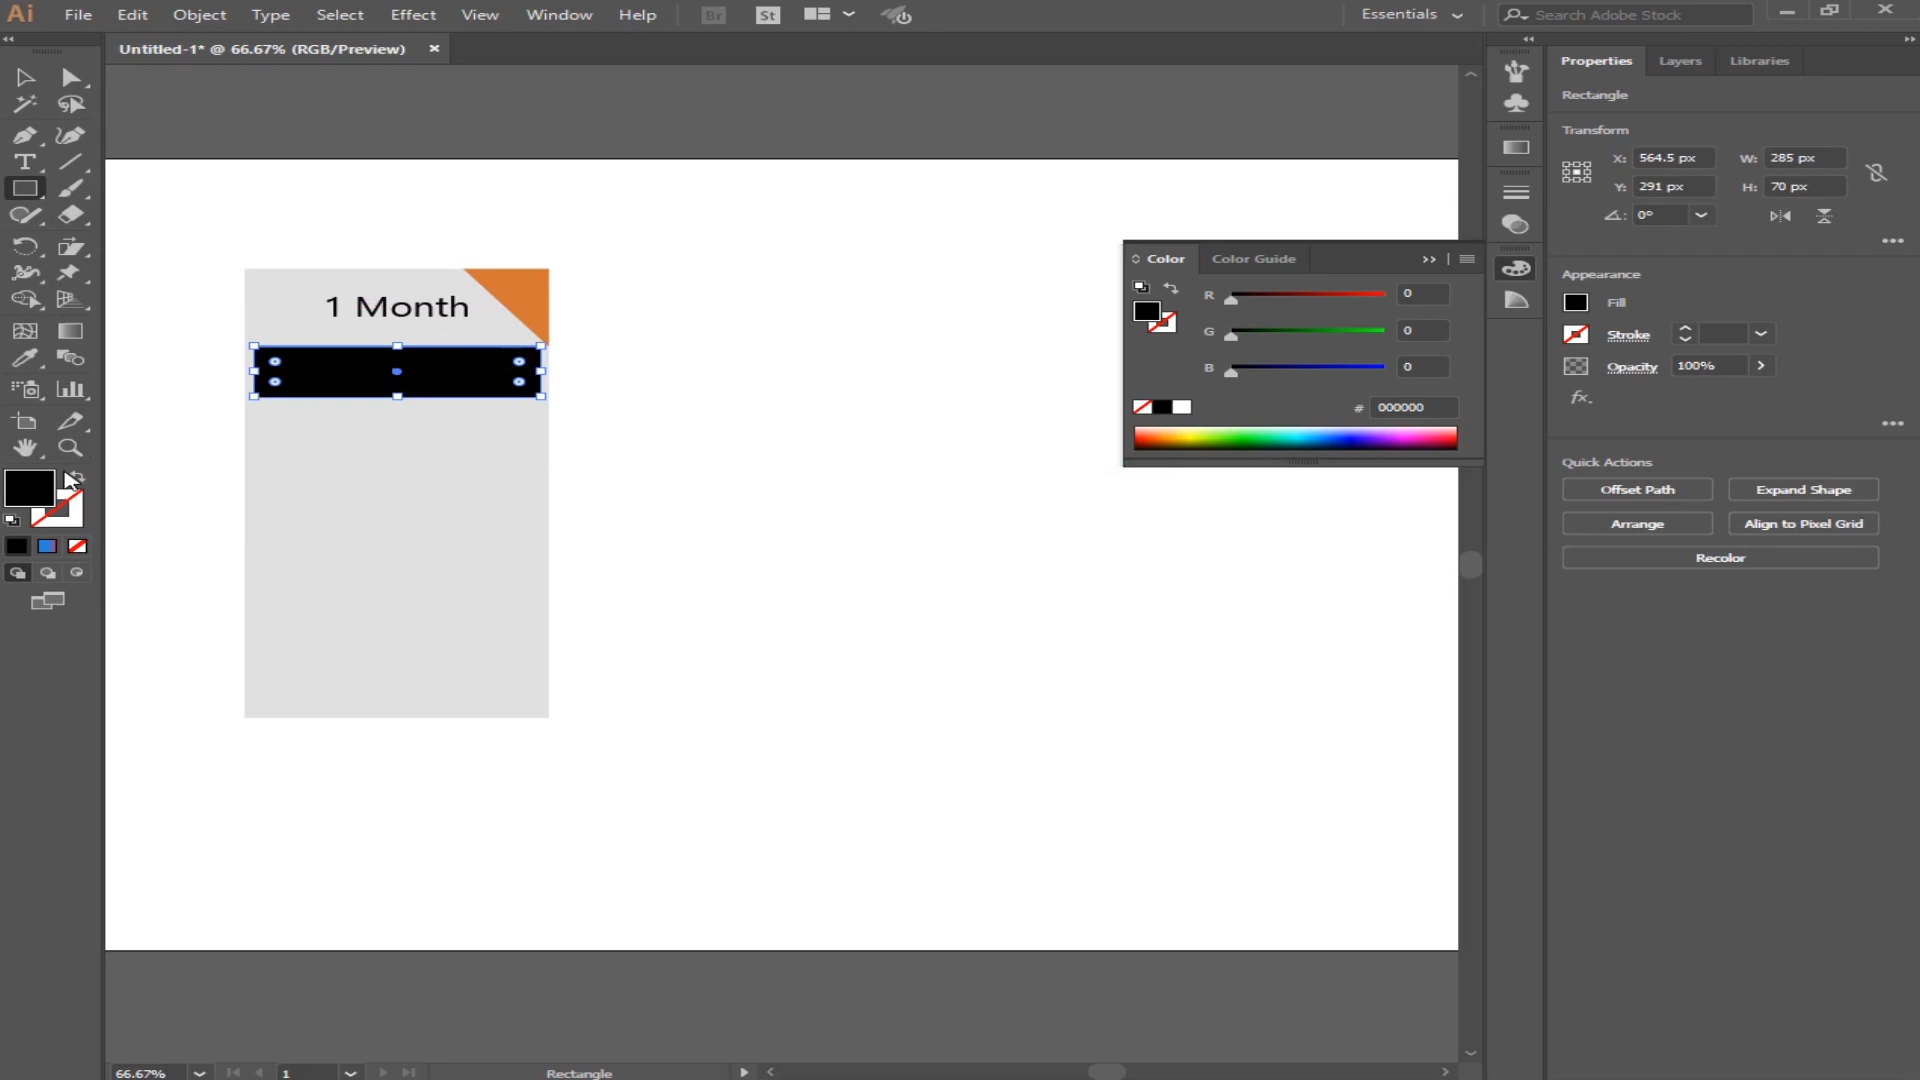 Ai File Edit Object Type Select Effect View Window Help Br St Essentials Search Adobe Stock
Untitled-1* @ 66.67% (RGB/Preview)
Properties Layers Libraries
Rectangle
Transform
X: 564.5 px W: 285 px
Y: 291 px H: 70 px
0°
Appearance
Fill
Stroke
Opacity 100%
fx.
Quick Actions
Offset Path Expand Shape
Arrange Align to Pixel Grid
Recolor
Color Color Guide
R 0
G 0
B 0
# 000000
1 Month
66.67% 1 Rectangle